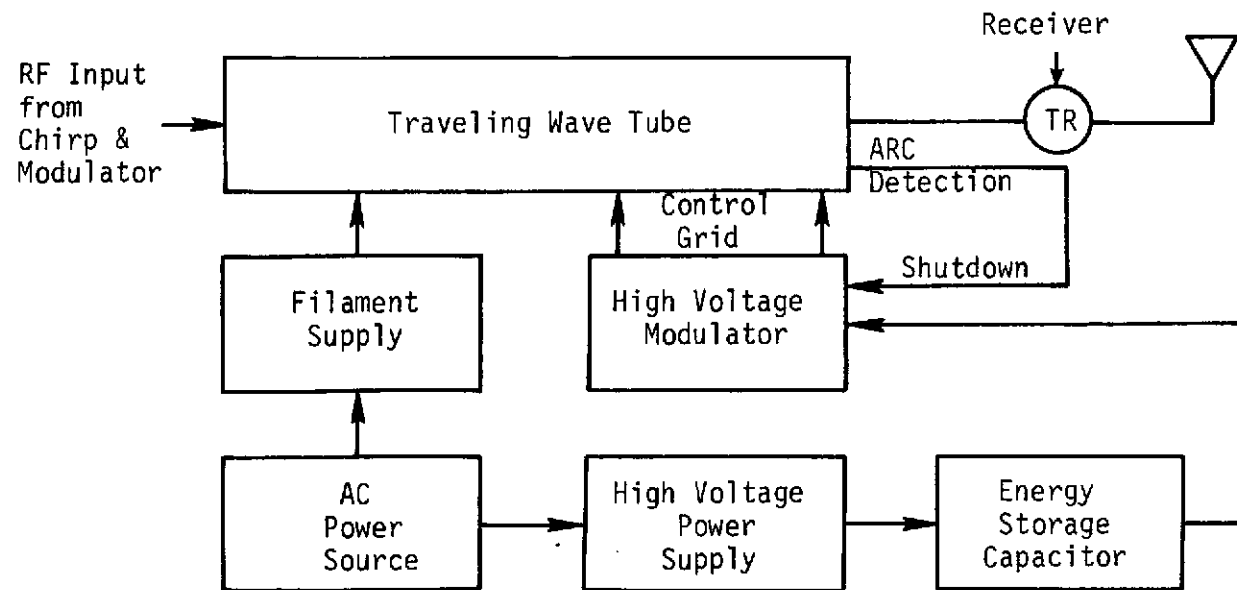 Receiver
RF Input
from
Chirp &
Modulator
Traveling Wave Tube
TR
ARC
Detection
Control
Grid
Shutdown
Filament
Supply
High Voltage
Modulator
AC
Power
Source
High Voltage
Power
Supply
Energy
Storage
Capacitor